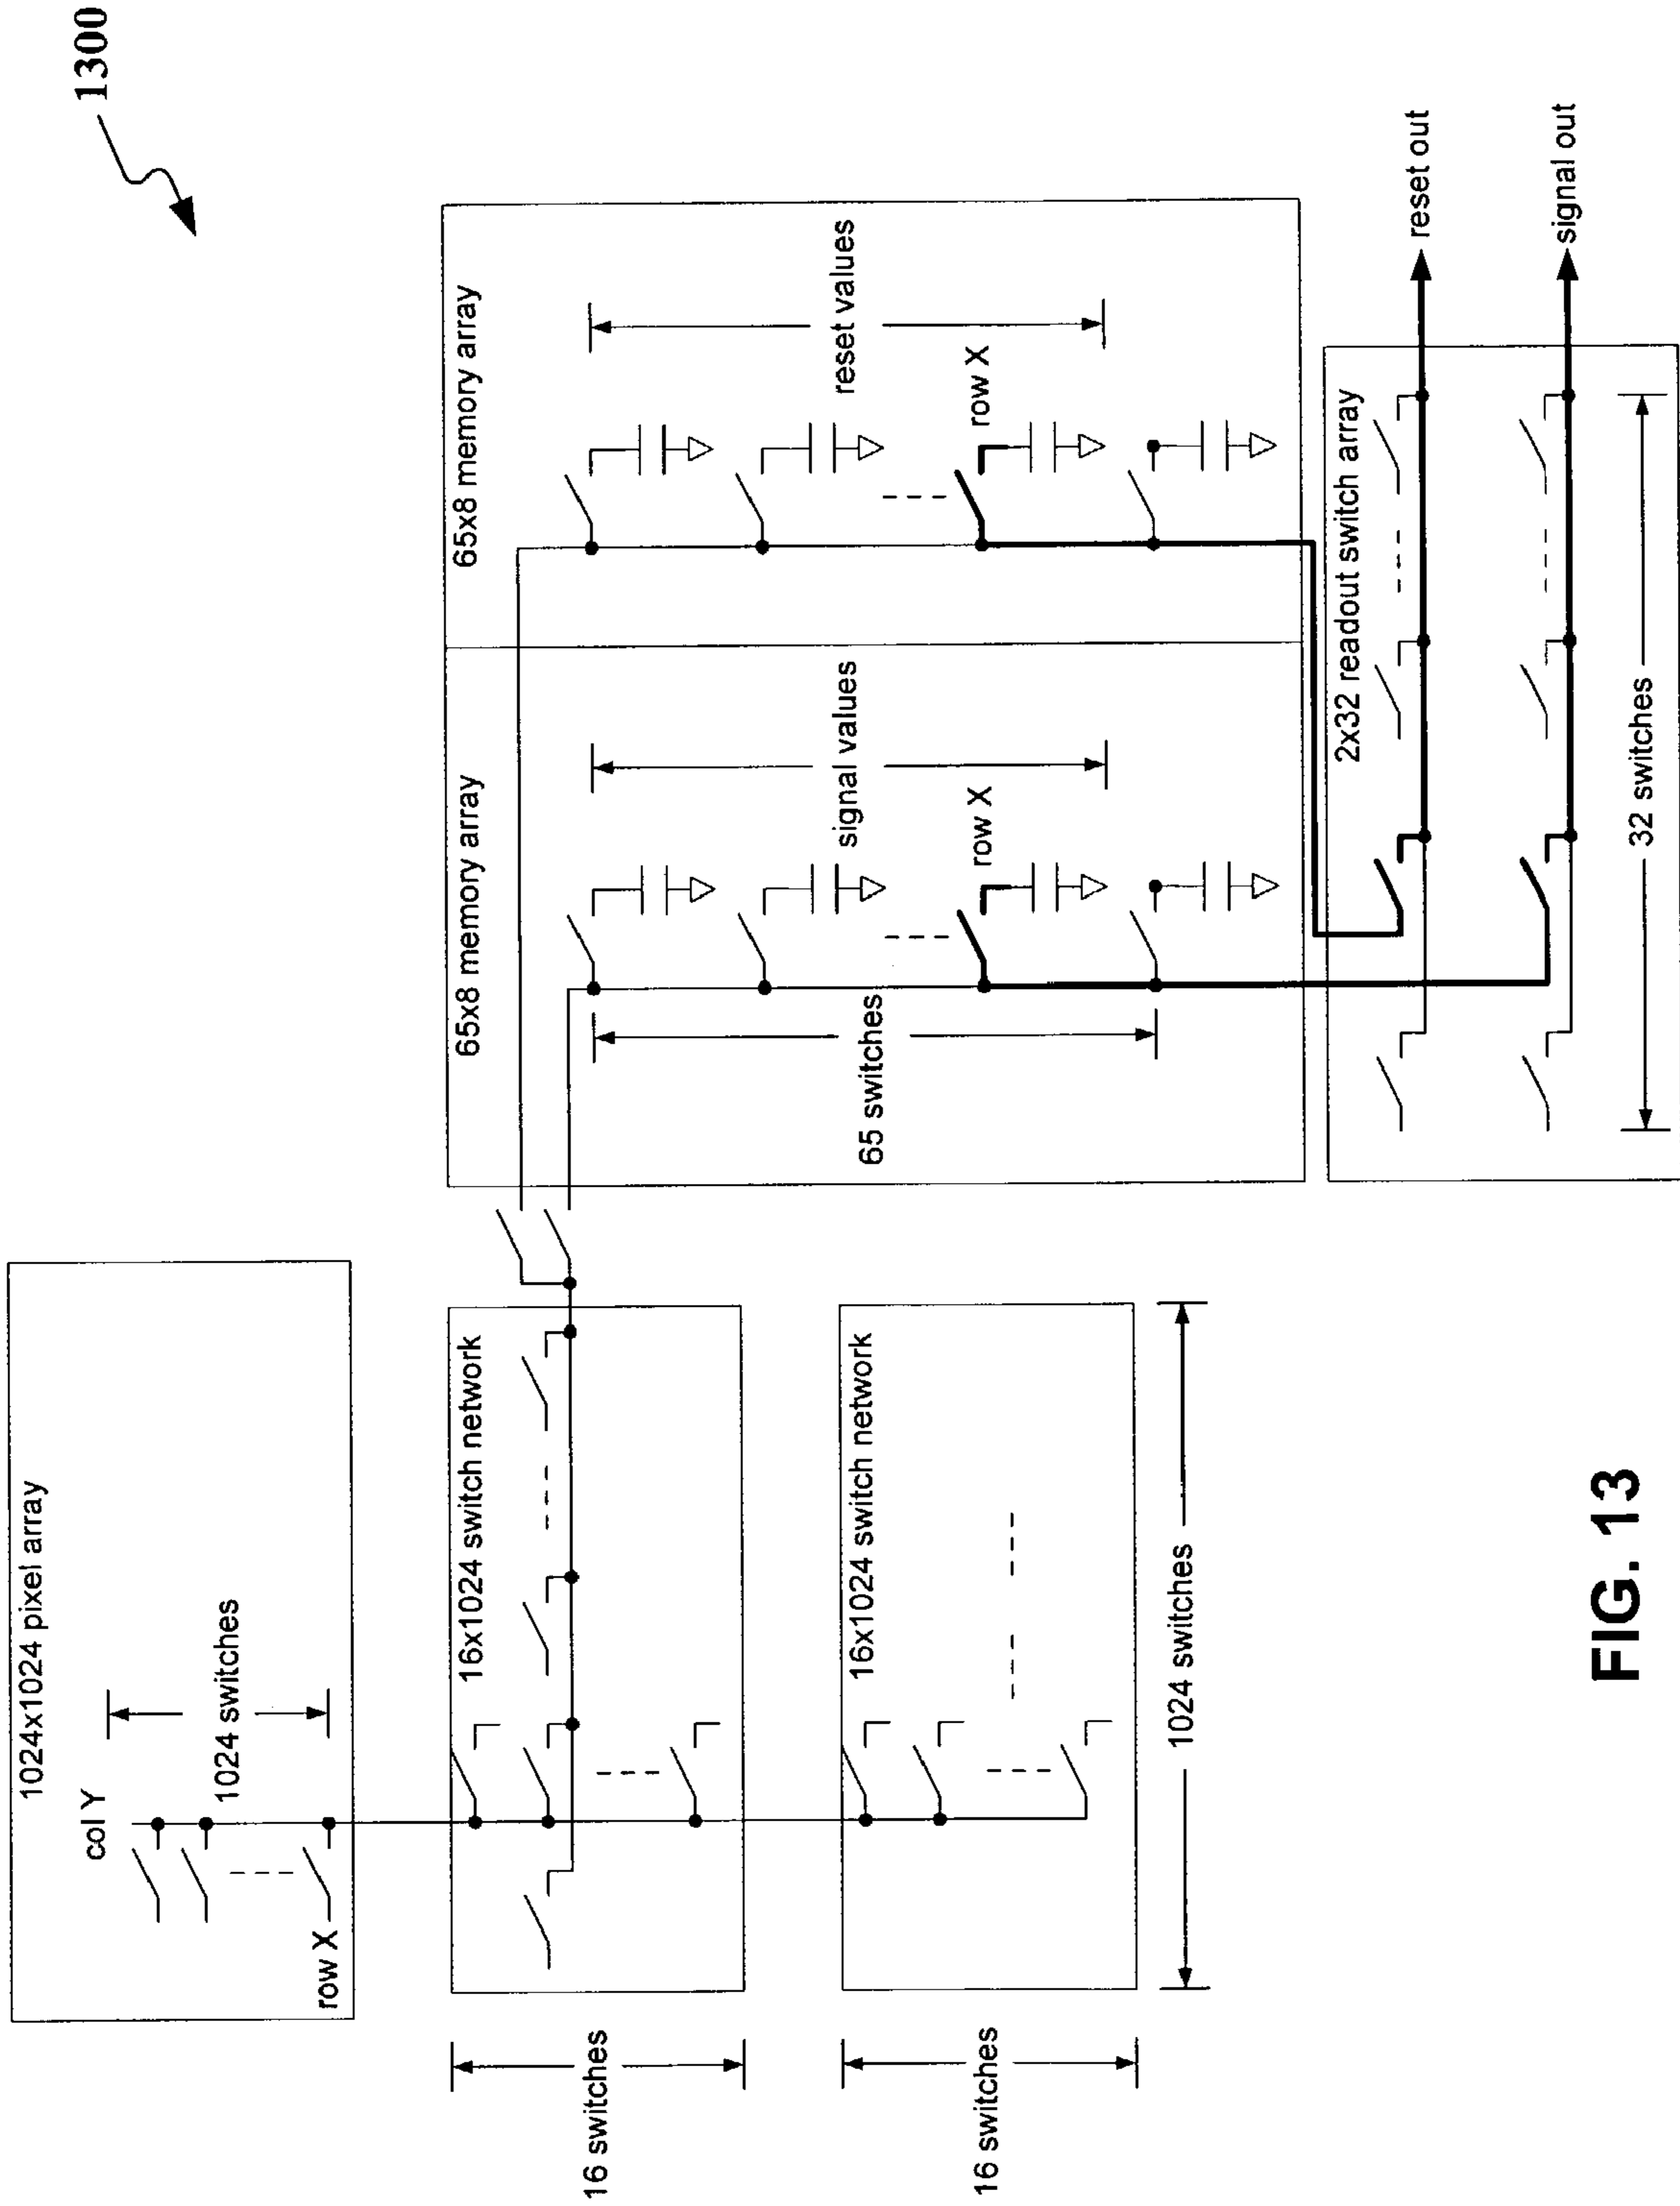 1300
1024x1024 pixel array
col Y
1024 switches
row X
16x1024 switch network
16 switches
16x1024 switch network
16 switches
1024 switches
65x8 memory array
65 switches
signal values
row X
65x8 memory array
reset values
row X
2x32 readout switch array
32 switches
reset out
signal out
FIG. 13